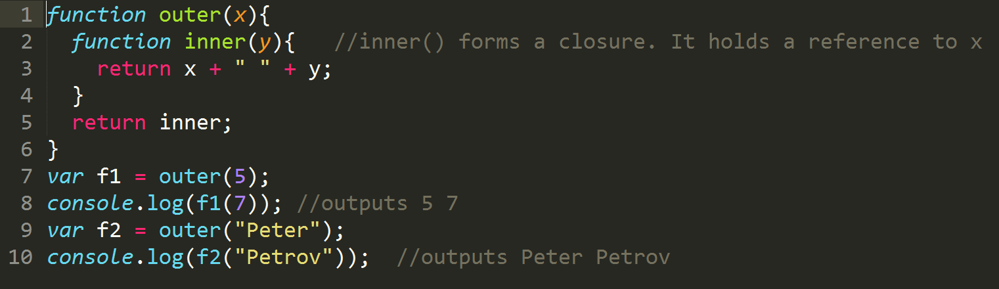 1 function outer(x){
2   function inner(y){   //inner() forms a closure. It holds a reference to x
3     return x + " " + y;
4   }
5   return inner;
6 }
7 var f1 = outer(5);
8 console.log(f1(7)); //outputs 5 7
9 var f2 = outer("Peter");
10 console.log(f2("Petrov"));  //outputs Peter Petrov